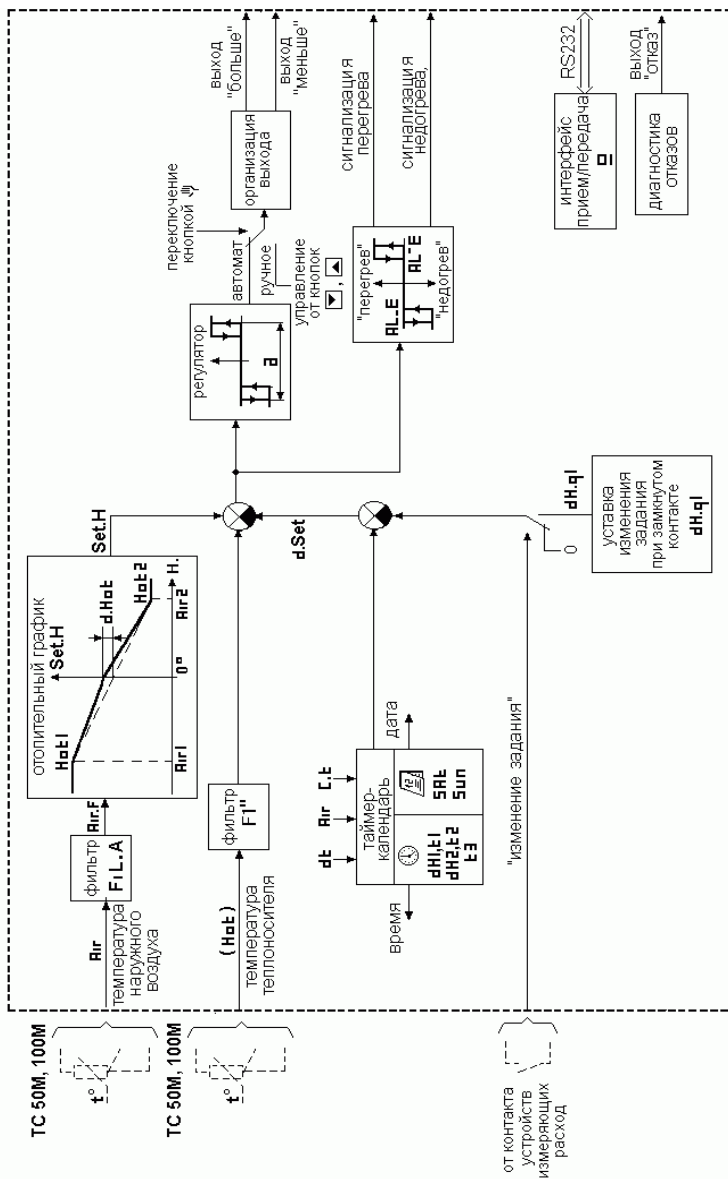 ТС 50М, 100М
t°
Air
температура
наружного
воздуха
фильтр
FiL.A
Air.F
отопительный график
Hot1
Set.H
d.Hot
Hot2
H.
Air1
0°
Air2
Set.H
ТС 50М, 100М
t°
(Hot)
температура
теплоносителя
фильтр
F1"
d.Set
регулятор
d
автомат
ручное
управление
от кнопок
▼, ▲
переключение
кнопкой
организация
выхода
выход
"больше"
выход
"меньше"
"перегрев"
AL-E
AL-E
"недогрев"
сигнализация
перегрева
сигнализация
недогрева,
dt
Air
C.t
таймер-
календарь
dH1,t1
dH2,t2
t3
12
SAt
Sun
время
дата
от контакта
устройств
измеряющих
расход
"изменение задания"
0
dH.qI
уставка
изменения
задания
при замкнутом
контакте
dH.qI
интерфейс
прием/передача
RS232
диагностика
отказов
выход
"отказ"